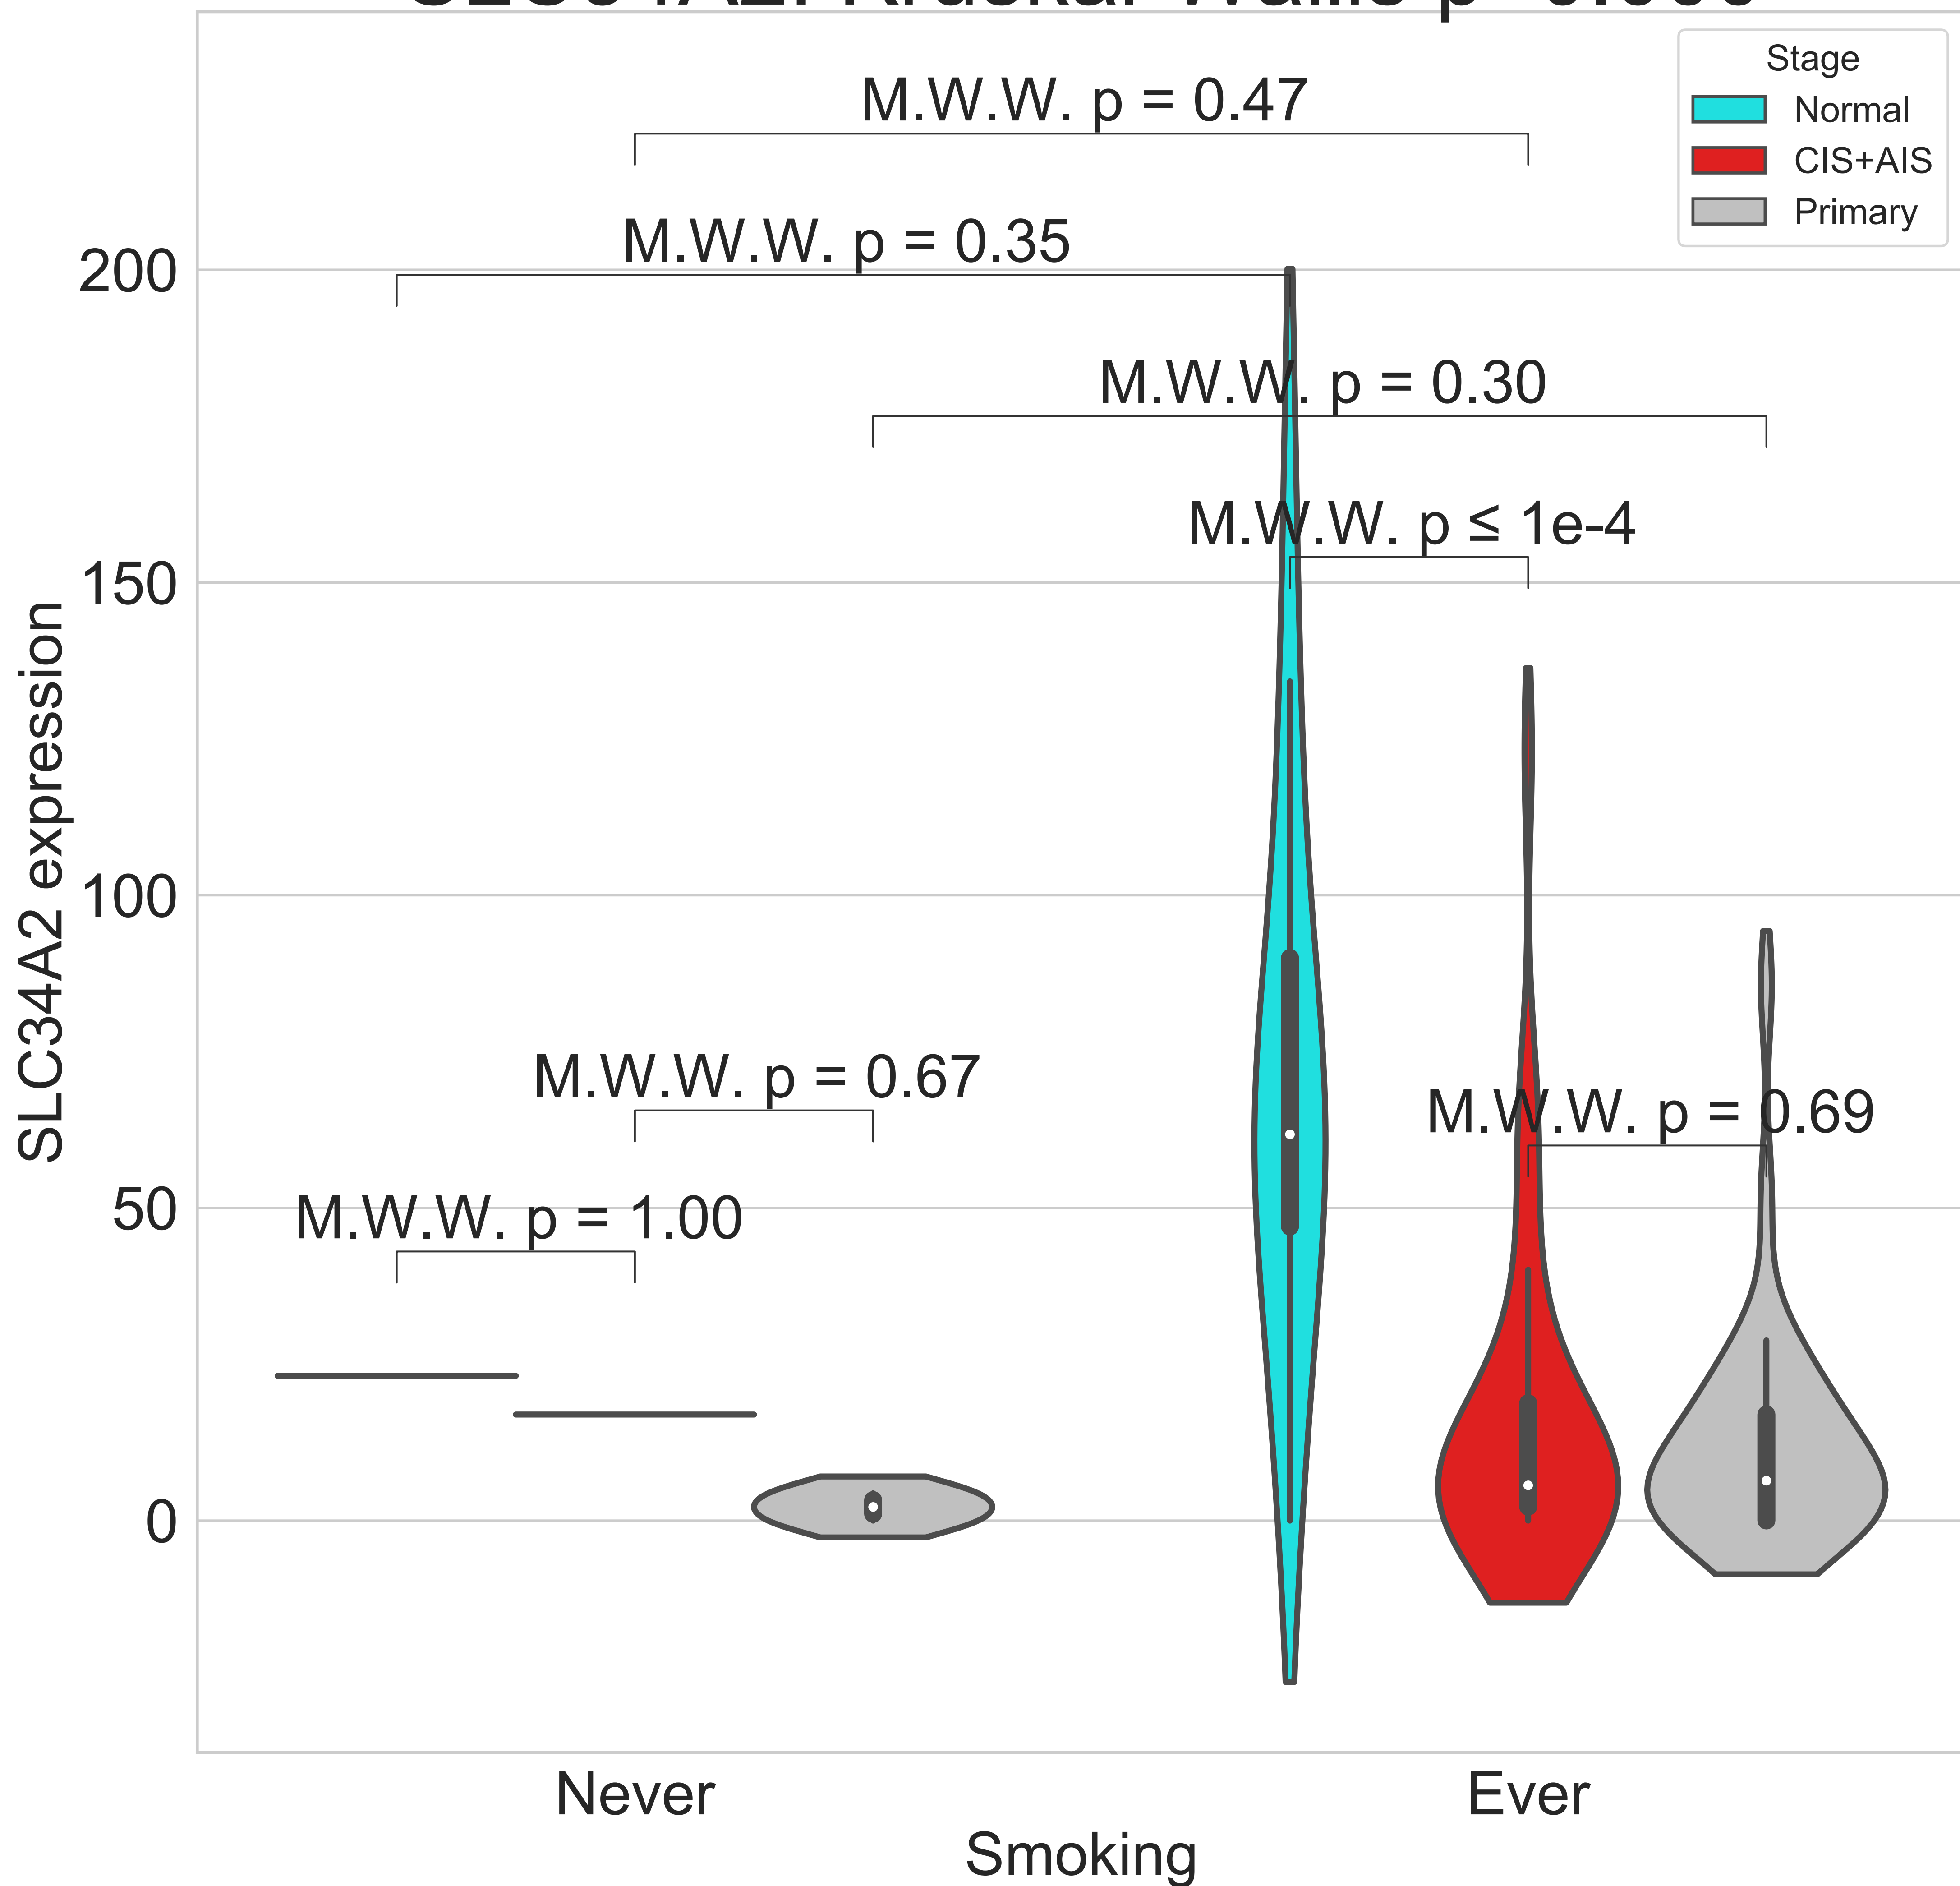 Stage
Normal
CIS+AIS
Primary
M.W.W. p = 0.47
M.W.W. p = 0.35
M.W.W. p = 0.30
M.W.W. p ≤ 1e-4
M.W.W. p = 0.67
M.W.W. p = 0.69
M.W.W. p = 1.00
200
150
100
50
0
SLC34A2 expression
Never
Ever
Smoking